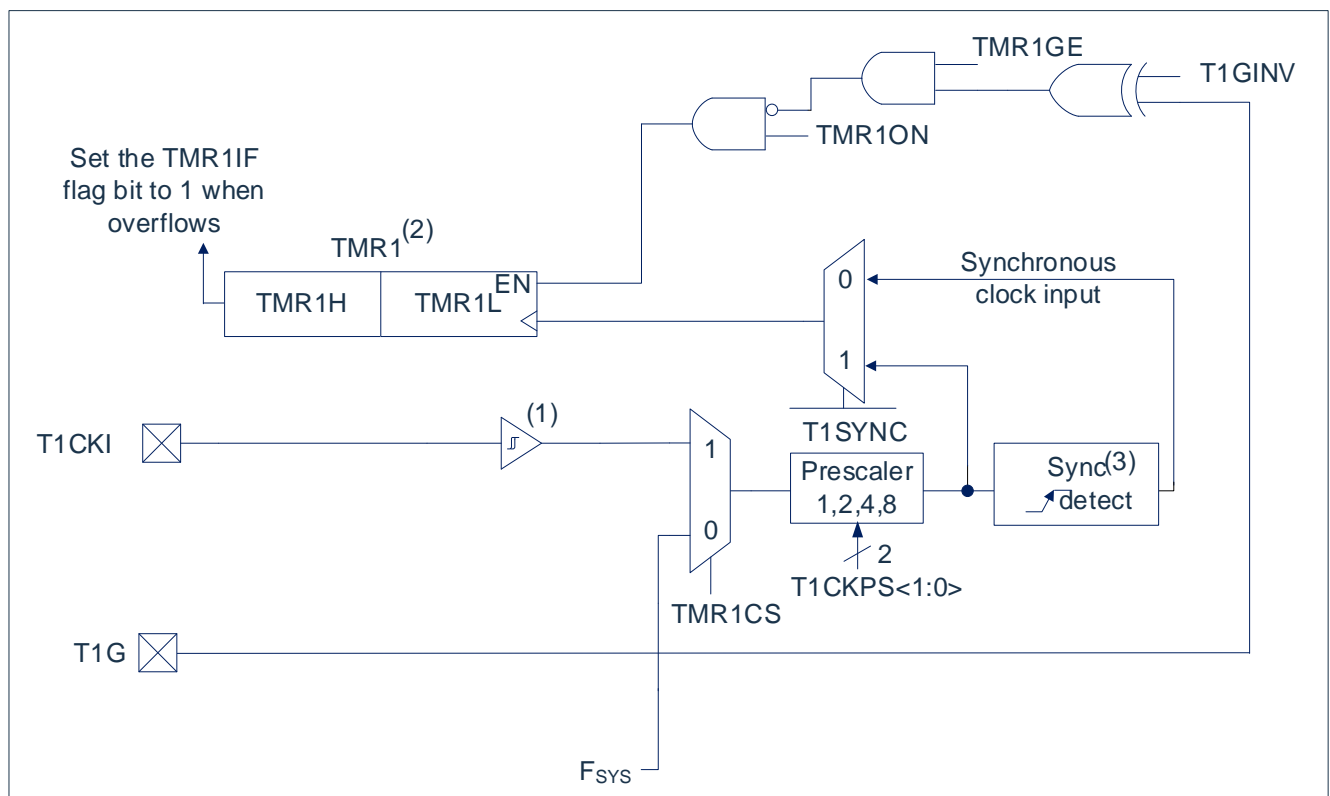 TMR1GE
T1GINV
TMR1ON
Set the TMR1IF
flag bit to 1 when
overflows
TMR1(2)
EN
TMR1H
TMR1L
0
Synchronous
clock input
1
(1)
T1CKI
T1SYNC
1
Prescaler
1,2,4,8
Sync(3)
detect
0
2
T1CKPS<1:0>
TMR1CS
T1G
FSYS